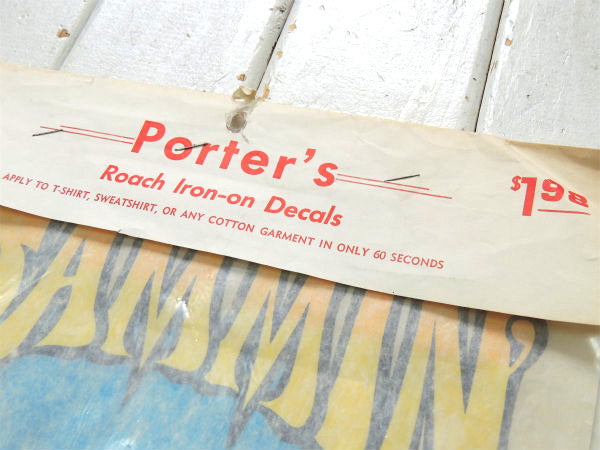 Porter's
Roach Iron-on Decals
APPLY TO T-SHIRT, SWEATSHIRT, OR ANY COTTON GARMENT IN ONLY 60 SECONDS
$1.98
JAMMIN'